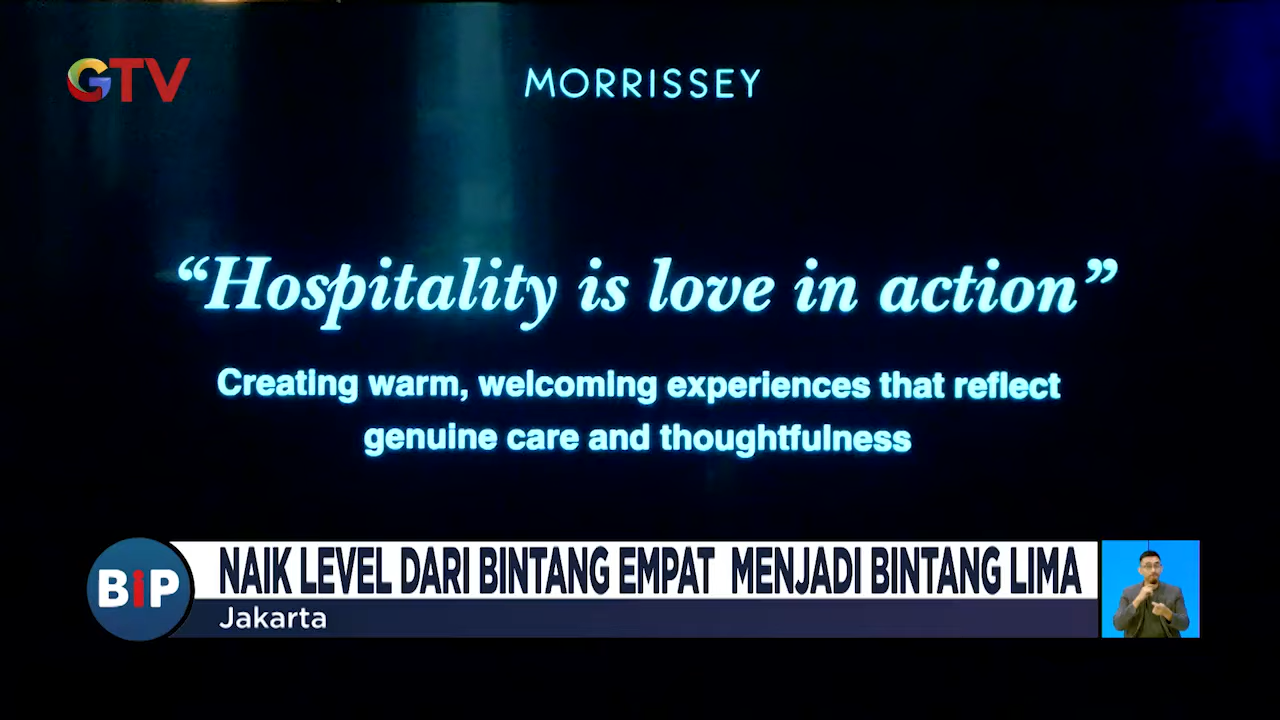 GTV
MORRISSEY
“Hospitality is love in action”
Creating warm, welcoming experiences that reflect
genuine care and thoughtfulness
BiP
NAIK LEVEL DARI BINTANG EMPAT MENJADI BINTANG LIMA
Jakarta